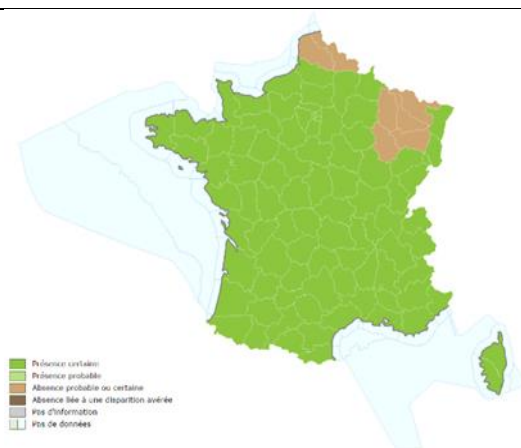 Présence certaine
Présence probable
Absence probable ou certaine
Absence liée à une disparition avérée
Pas d'information
Pas de données